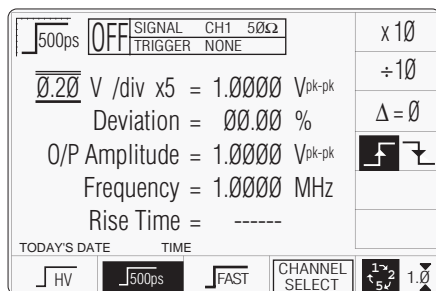 500ps OFF SIGNAL CH1 50Ω
TRIGGER NONE
x 10
÷10
Δ = 0
0.20 V /div x5 = 1.0000 Vpk-pk
Deviation = 00.00 %
O/P Amplitude = 1.0000 Vpk-pk
Frequency = 1.0000 MHz
Rise Time = ------
TODAY'S DATE TIME
HV 500ps FAST CHANNEL SELECT 1 2 5 1.0